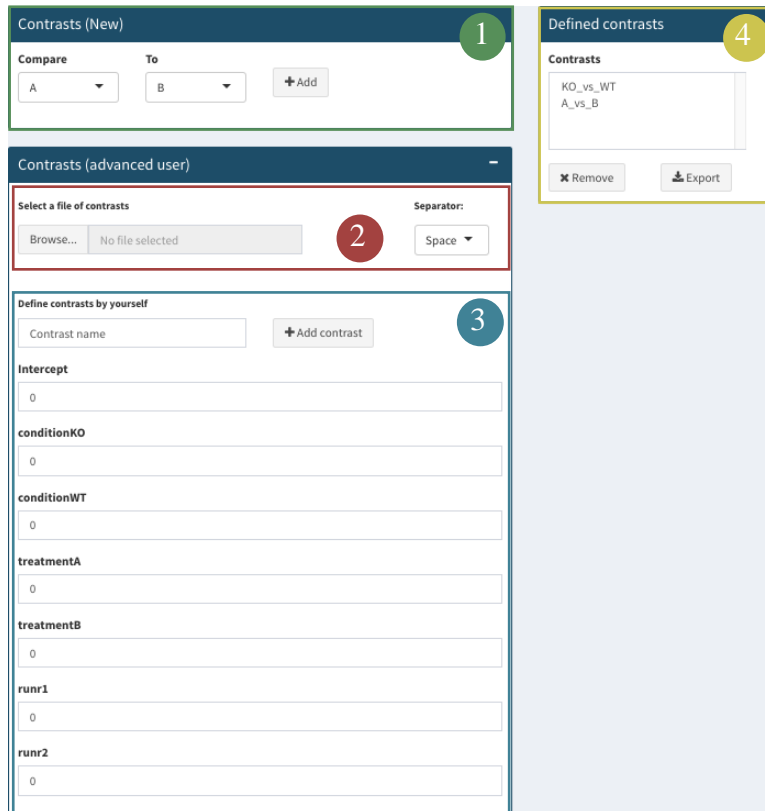 Contrasts (New)
1
Compare
To
A
B
+ Add
Contrasts (advanced user)
−
Select a file of contrasts
Separator:
Browse...
No file selected
2
Space
Define contrasts by yourself
3
Contrast name
+ Add contrast
Intercept
0
conditionKO
0
conditionWT
0
treatmentA
0
treatmentB
0
runr1
0
runr2
0
Defined contrasts
4
Contrasts
KO_vs_WT
A_vs_B
✖ Remove
Export